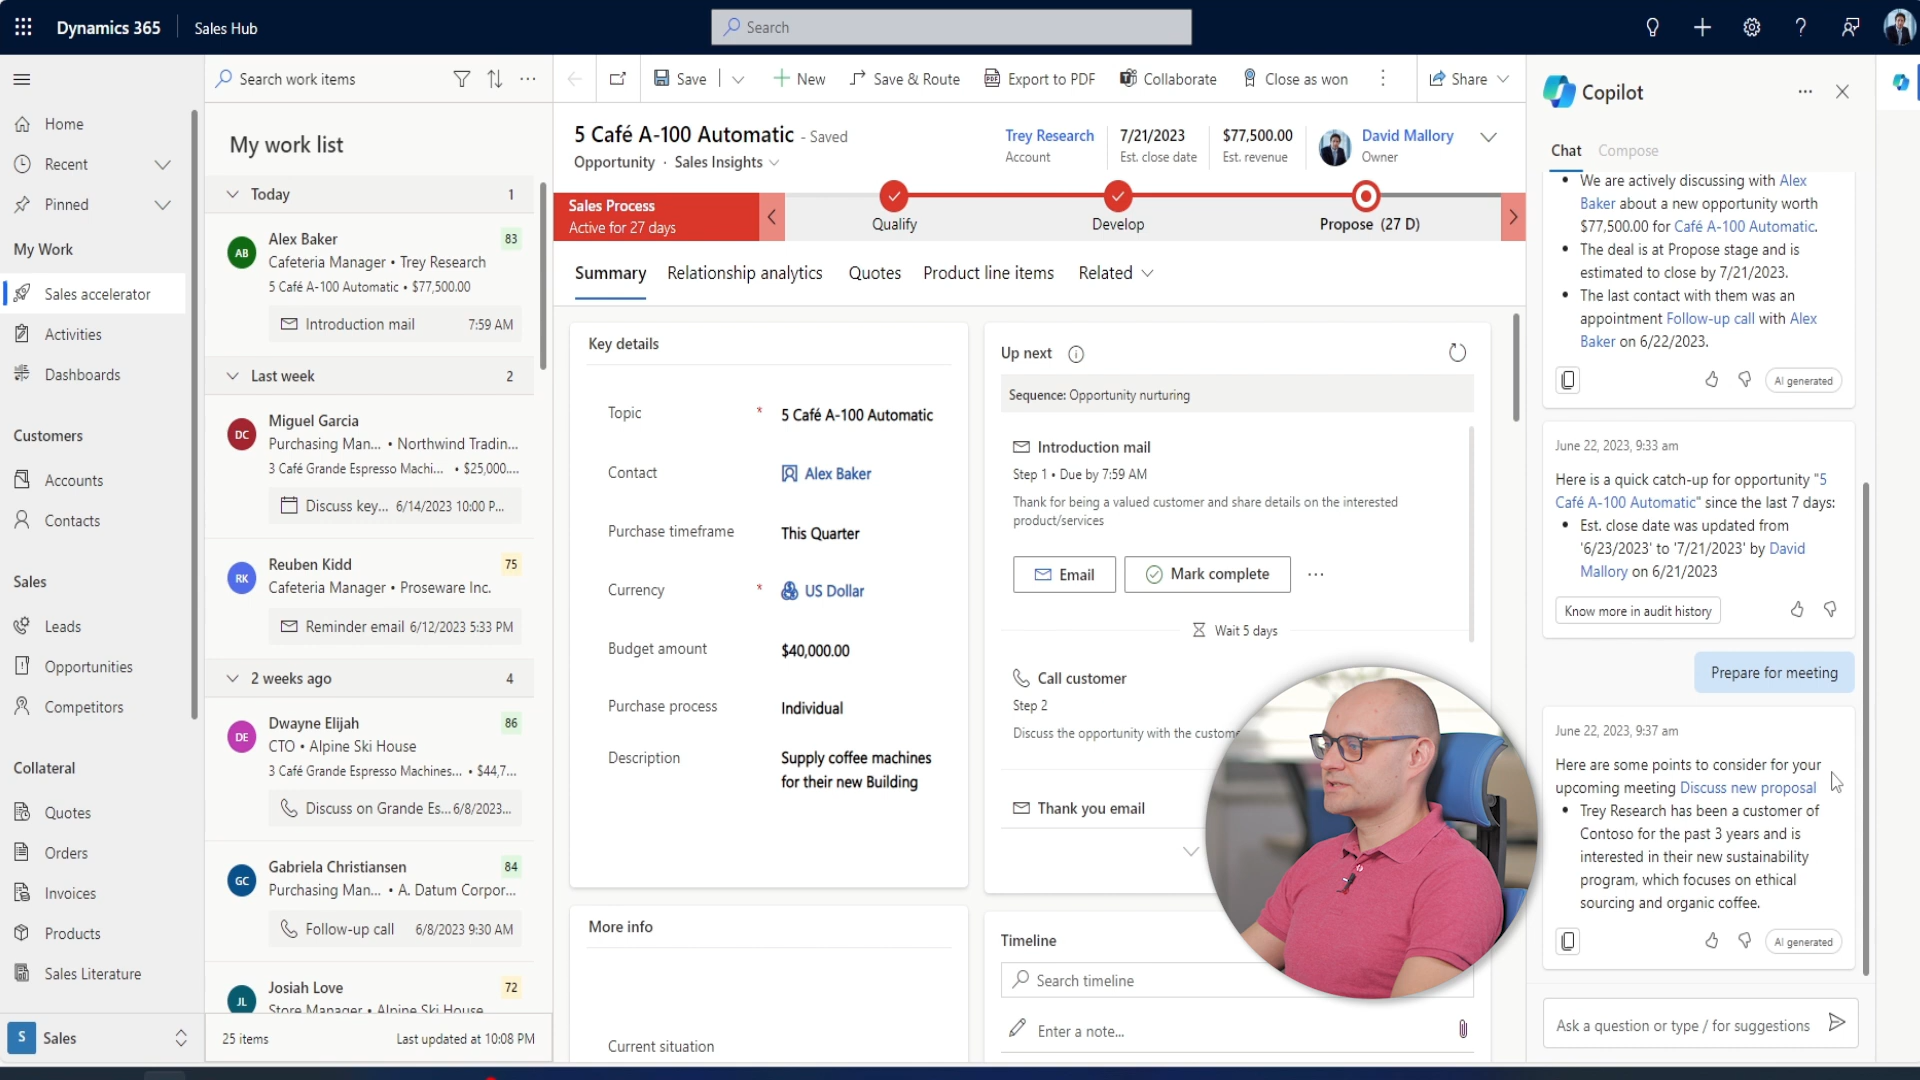 Dynamics 365
Sales Hub
Search
Search work items
Save
New
Save & Route
Export to PDF
Collaborate
Close as won
Share
Copilot
Chat
Compose
Home
Recent
Pinned
My Work
Sales accelerator
Activities
Dashboards
Customers
Accounts
Contacts
Sales
Leads
Opportunities
Competitors
Collateral
Quotes
Orders
Invoices
Products
Sales Literature
S
Sales
My work list
Today
1
AB
Alex Baker
83
Cafeteria Manager • Trey Research
5 Café A-100 Automatic • $77,500.00
Introduction mail
7:59 AM
Last week
2
DC
Miguel Garcia
Purchasing Man... • Northwind Tradin...
3 Café Grande Espresso Machi... • $25,000....
Discuss key... 6/14/2023 10:00 P...
RK
Reuben Kidd
75
Cafeteria Manager • Proseware Inc.
Reminder email 6/12/2023 5:33 PM
2 weeks ago
4
DE
Dwayne Elijah
86
CTO • Alpine Ski House
3 Café Grande Espresso Machines... • $44,7...
Discuss on Grande Es... 6/8/2023...
GC
Gabriela Christiansen
84
Purchasing Man... • A. Datum Corpor...
Follow-up call
6/8/2023 9:30 AM
JL
Josiah Love
72
Store Manager • Alpine Ski House
25 items
Last updated at 10:08 PM
5 Café A-100 Automatic - Saved
Opportunity · Sales Insights
Trey Research
Account
7/21/2023
Est. close date
$77,500.00
Est. revenue
David Mallory
Owner
Sales Process
Active for 27 days
Qualify
Develop
Propose (27 D)
Summary
Relationship analytics
Quotes
Product line items
Related
Key details
Topic
*
5 Café A-100 Automatic
Contact
Alex Baker
Purchase timeframe
This Quarter
Currency
*
US Dollar
Budget amount
$40,000.00
Purchase process
Individual
Description
Supply coffee machines
for their new Building
More info
Current situation
Up next
Sequence: Opportunity nurturing
Introduction mail
Step 1 • Due by 7:59 AM
Thank for being a valued customer and share details on the interested
product/services
Email
Mark complete
Wait 5 days
Call customer
Step 2
Discuss the opportunity with the custome
Thank you email
Timeline
Search timeline
Enter a note...
• We are actively discussing with Alex
Baker about a new opportunity worth
$77,500.00 for Café A-100 Automatic.
• The deal is at Propose stage and is
estimated to close by 7/21/2023.
• The last contact with them was an
appointment Follow-up call with Alex
Baker on 6/22/2023.
AI generated
June 22, 2023, 9:33 am
Here is a quick catch-up for opportunity "5
Café A-100 Automatic" since the last 7 days:
• Est. close date was updated from
'6/23/2023' to '7/21/2023' by David
Mallory on 6/21/2023
Know more in audit history
Prepare for meeting
June 22, 2023, 9:37 am
Here are some points to consider for your
upcoming meeting Discuss new proposal
• Trey Research has been a customer of
Contoso for the past 3 years and is
interested in their new sustainability
program, which focuses on ethical
sourcing and organic coffee.
AI generated
Ask a question or type / for suggestions